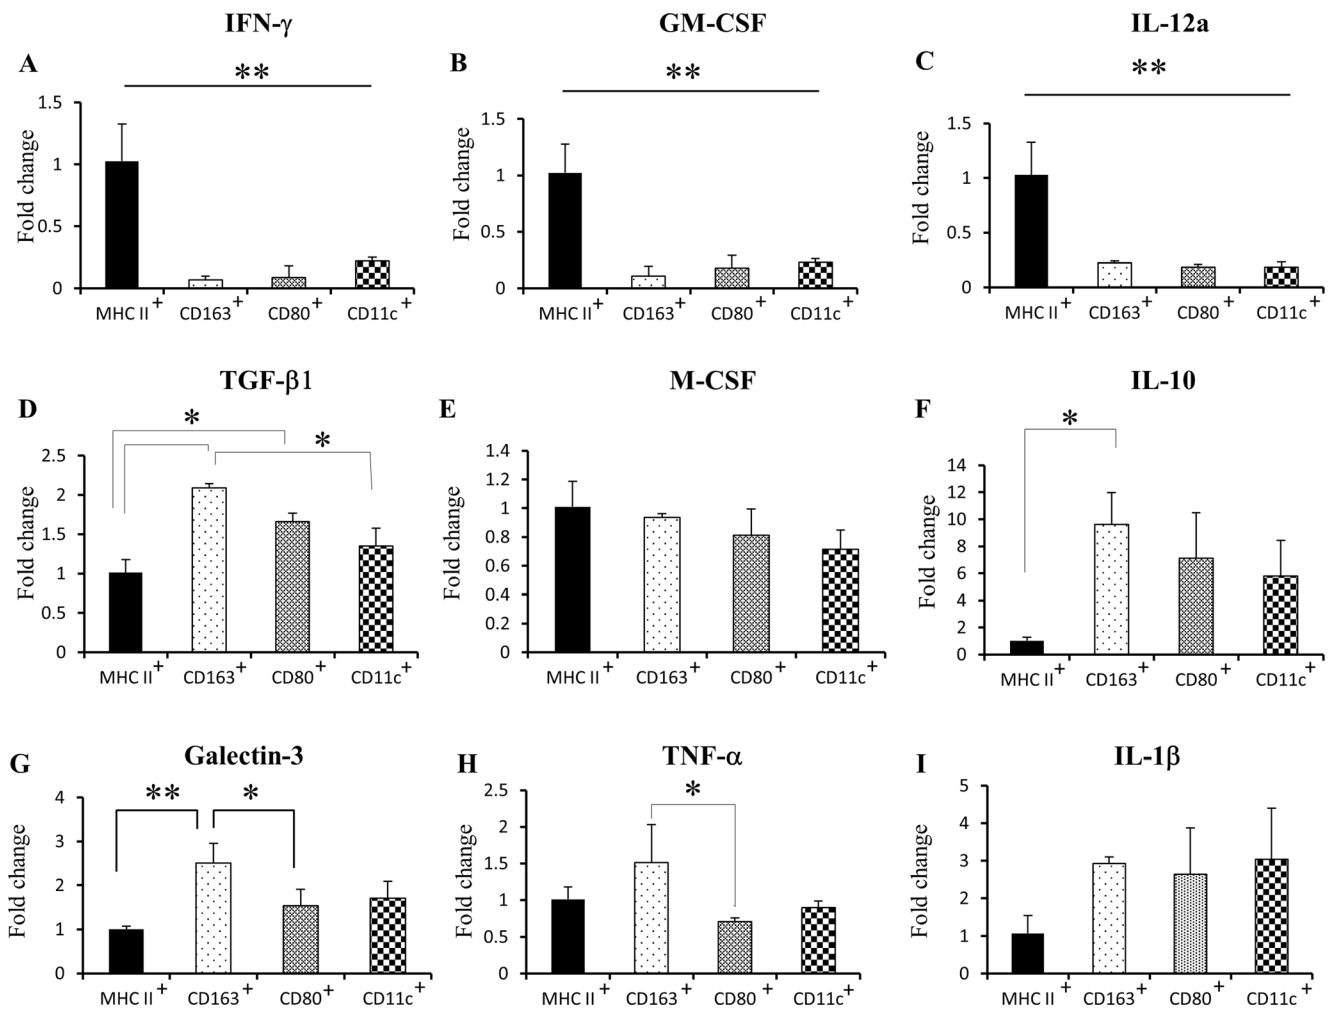 IFN-γ
GM-CSF
IL-12a
A
B
C
**
**
**
Fold change
1.5
1
0.5
0
MHC II+ CD163+ CD80+ CD11c+
Fold change
1.5
1
0.5
0
MHC II+ CD163+ CD80+ CD11c+
Fold change
1.5
1
0.5
0
MHC II+ CD163+ CD80+ CD11c+
TGF-β1
M-CSF
IL-10
D
E
F
*
*
*
Fold change
2.5
2
1.5
1
0.5
0
MHC II+ CD163+ CD80+ CD11c+
Fold change
1.4
1.2
1
0.8
0.6
0.4
0.2
0
MHC II+ CD163+ CD80+ CD11c+
Fold change
14
12
10
8
6
4
2
0
MHC II+ CD163+ CD80+ CD11c+
Galectin-3
TNF-α
IL-1β
G
H
I
**
*
*
Fold change
4
3
2
1
0
MHC II+ CD163+ CD80+ CD11c+
Fold change
2.5
2
1.5
1
0.5
0
MHC II+ CD163+ CD80+ CD11c+
Fold change
5
4
3
2
1
0
MHC II+ CD163+ CD80+ CD11c+